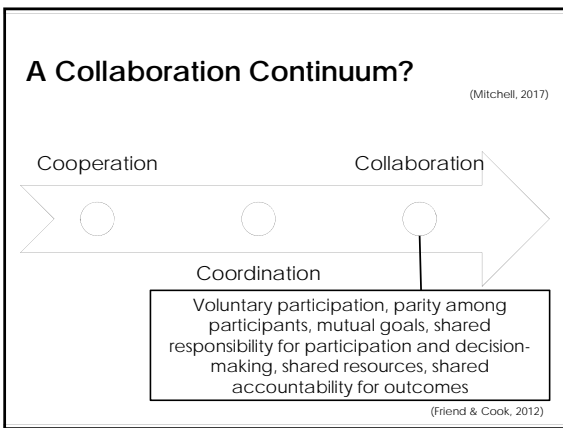 A Collaboration Continuum?
(Mitchell, 2017)
Cooperation
Collaboration
Coordination
Voluntary participation, parity among
participants, mutual goals, shared
responsibility for participation and decision-
making, shared resources, shared
accountability for outcomes
(Friend & Cook, 2012)